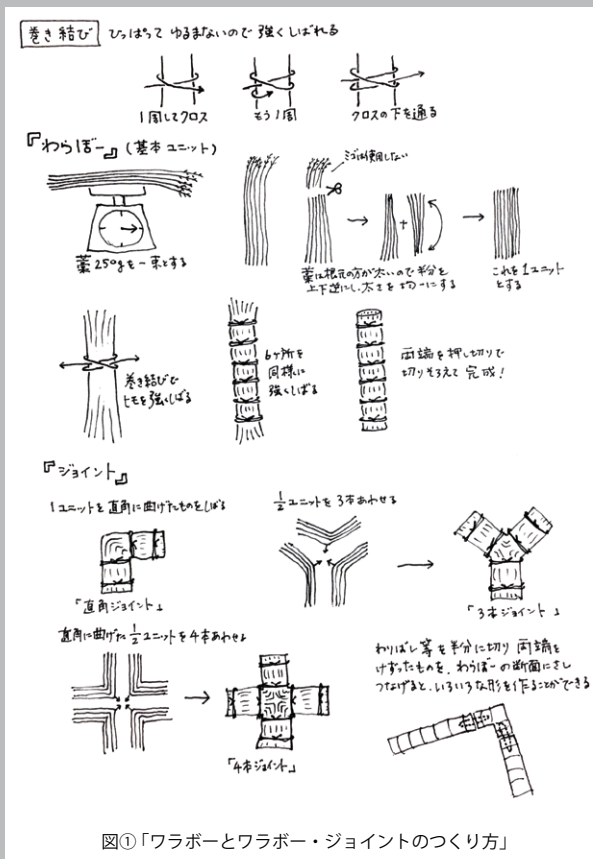 巻き結び ひっぱって ゆるまないので 強くしばれる
1周してクロス
もう1周
クロスの下を通る
『わらぼー』(基本ユニット)
藁250gを一束とする
ミゴは使用しない
藁は根元の方が太いので半分を
上下逆にし、太さを均一にする
これを1ユニット
とする
巻き結びで
ヒモを強くしばる
6ヶ所を
同様に
強くしばる
両端を押し切りで
切りそろえて完成!
『ジョイント』
1ユニットを直角に曲げたものをしばる
「直角ジョイント」
1/2ユニットを3本あわせる
「3本ジョイント」
直角に曲げた1/2ユニットを4本あわせる
「4本ジョイント」
わりばし等を半分に切り両端を
けずったものを、わらぼーの断面にさし
つなげると、いろいろな形を作ることができる
図①「ワラボーとワラボー・ジョイントのつくり方」